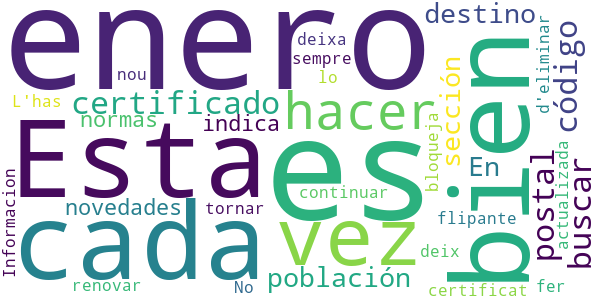 enero
destino
deixa
sempre
nou
lo
L'has
certificado
hacer
normas
indica
Esta
es
bien
sección
código
d'eliminar
bloqueja
En
postal
buscar
actualizada
continuar
cada
vez
novedades
tornar
flipante
Informacion
deix
población
renovar
No
certificat
fer